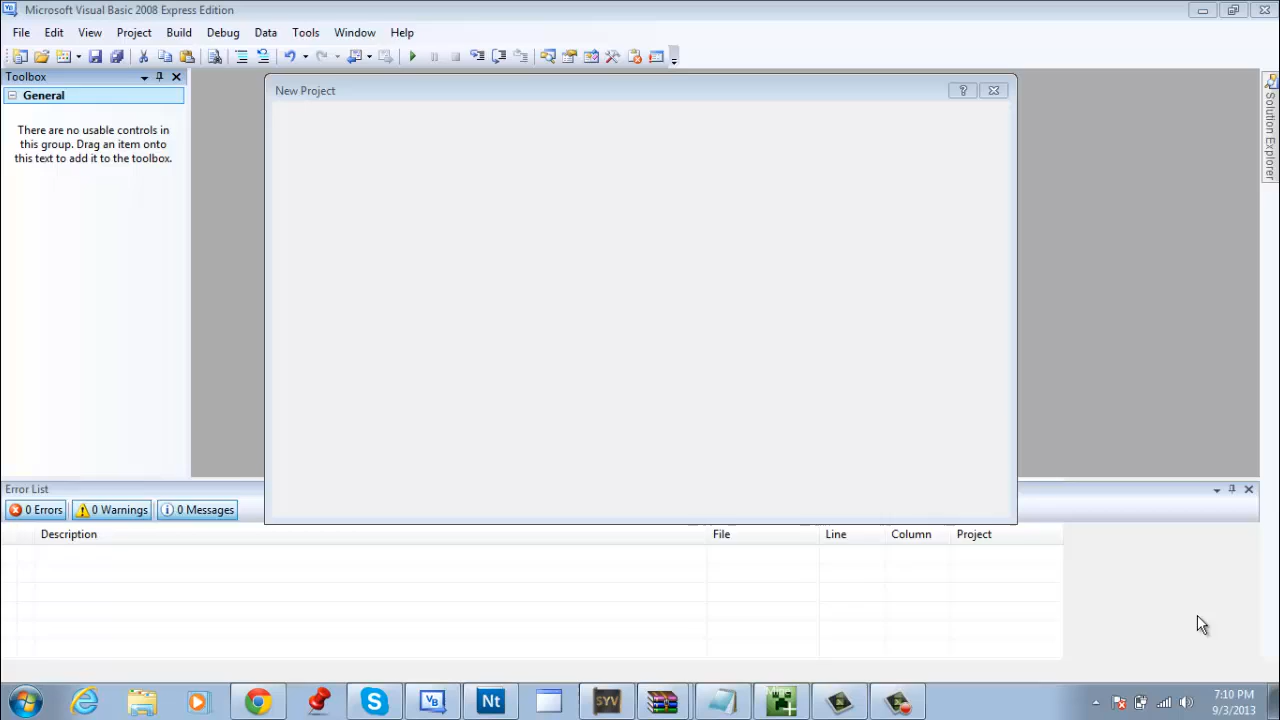 Microsoft Visual Basic 2008 Express Edition
File Edit View Project Build Debug Data Tools Window Help
Toolbox
General
There are no usable controls in
this group. Drag an item onto
this text to add it to the toolbox.
New Project
?
Solution Explorer
Error List
0 Errors 0 Warnings 0 Messages
Description File Line Column Project
VB Nt SYV
7:10 PM
9/3/2013